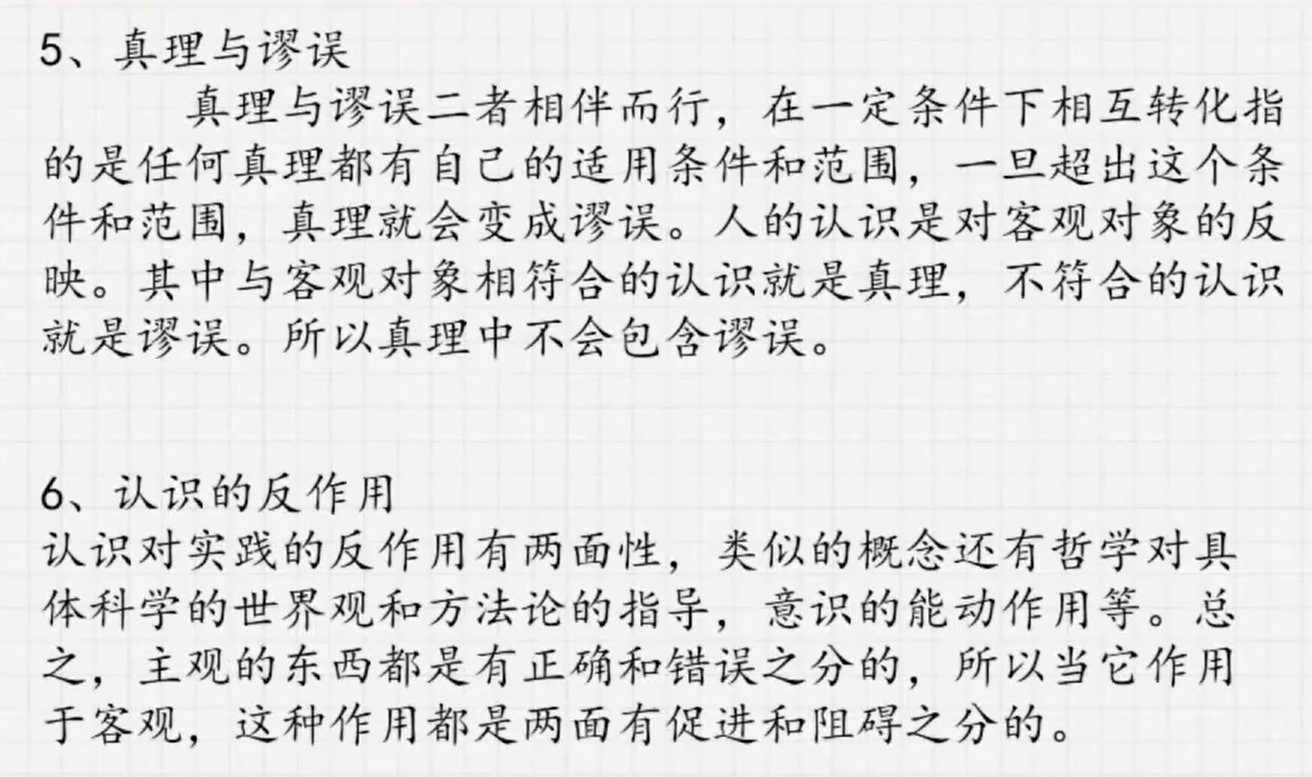 5、真理与谬误
真理与谬误二者相伴而行，在一定条件下相互转化指
的是任何真理都有自己的适用条件和范围，一旦超出这个条
件和范围，真理就会变成谬误。人的认识是对客观对象的反
映。其中与客观对象相符合的认识就是真理，不符合的认识
就是谬误。所以真理中不会包含谬误。
6、认识的反作用
认识对实践的反作用有两面性，类似的概念还有哲学对具
体科学的世界观和方法论的指导，意识的能动作用等。总
之，主观的东西都是有正确和错误之分的，所以当它作用
于客观，这种作用都是两面有促进和阻碍之分的。